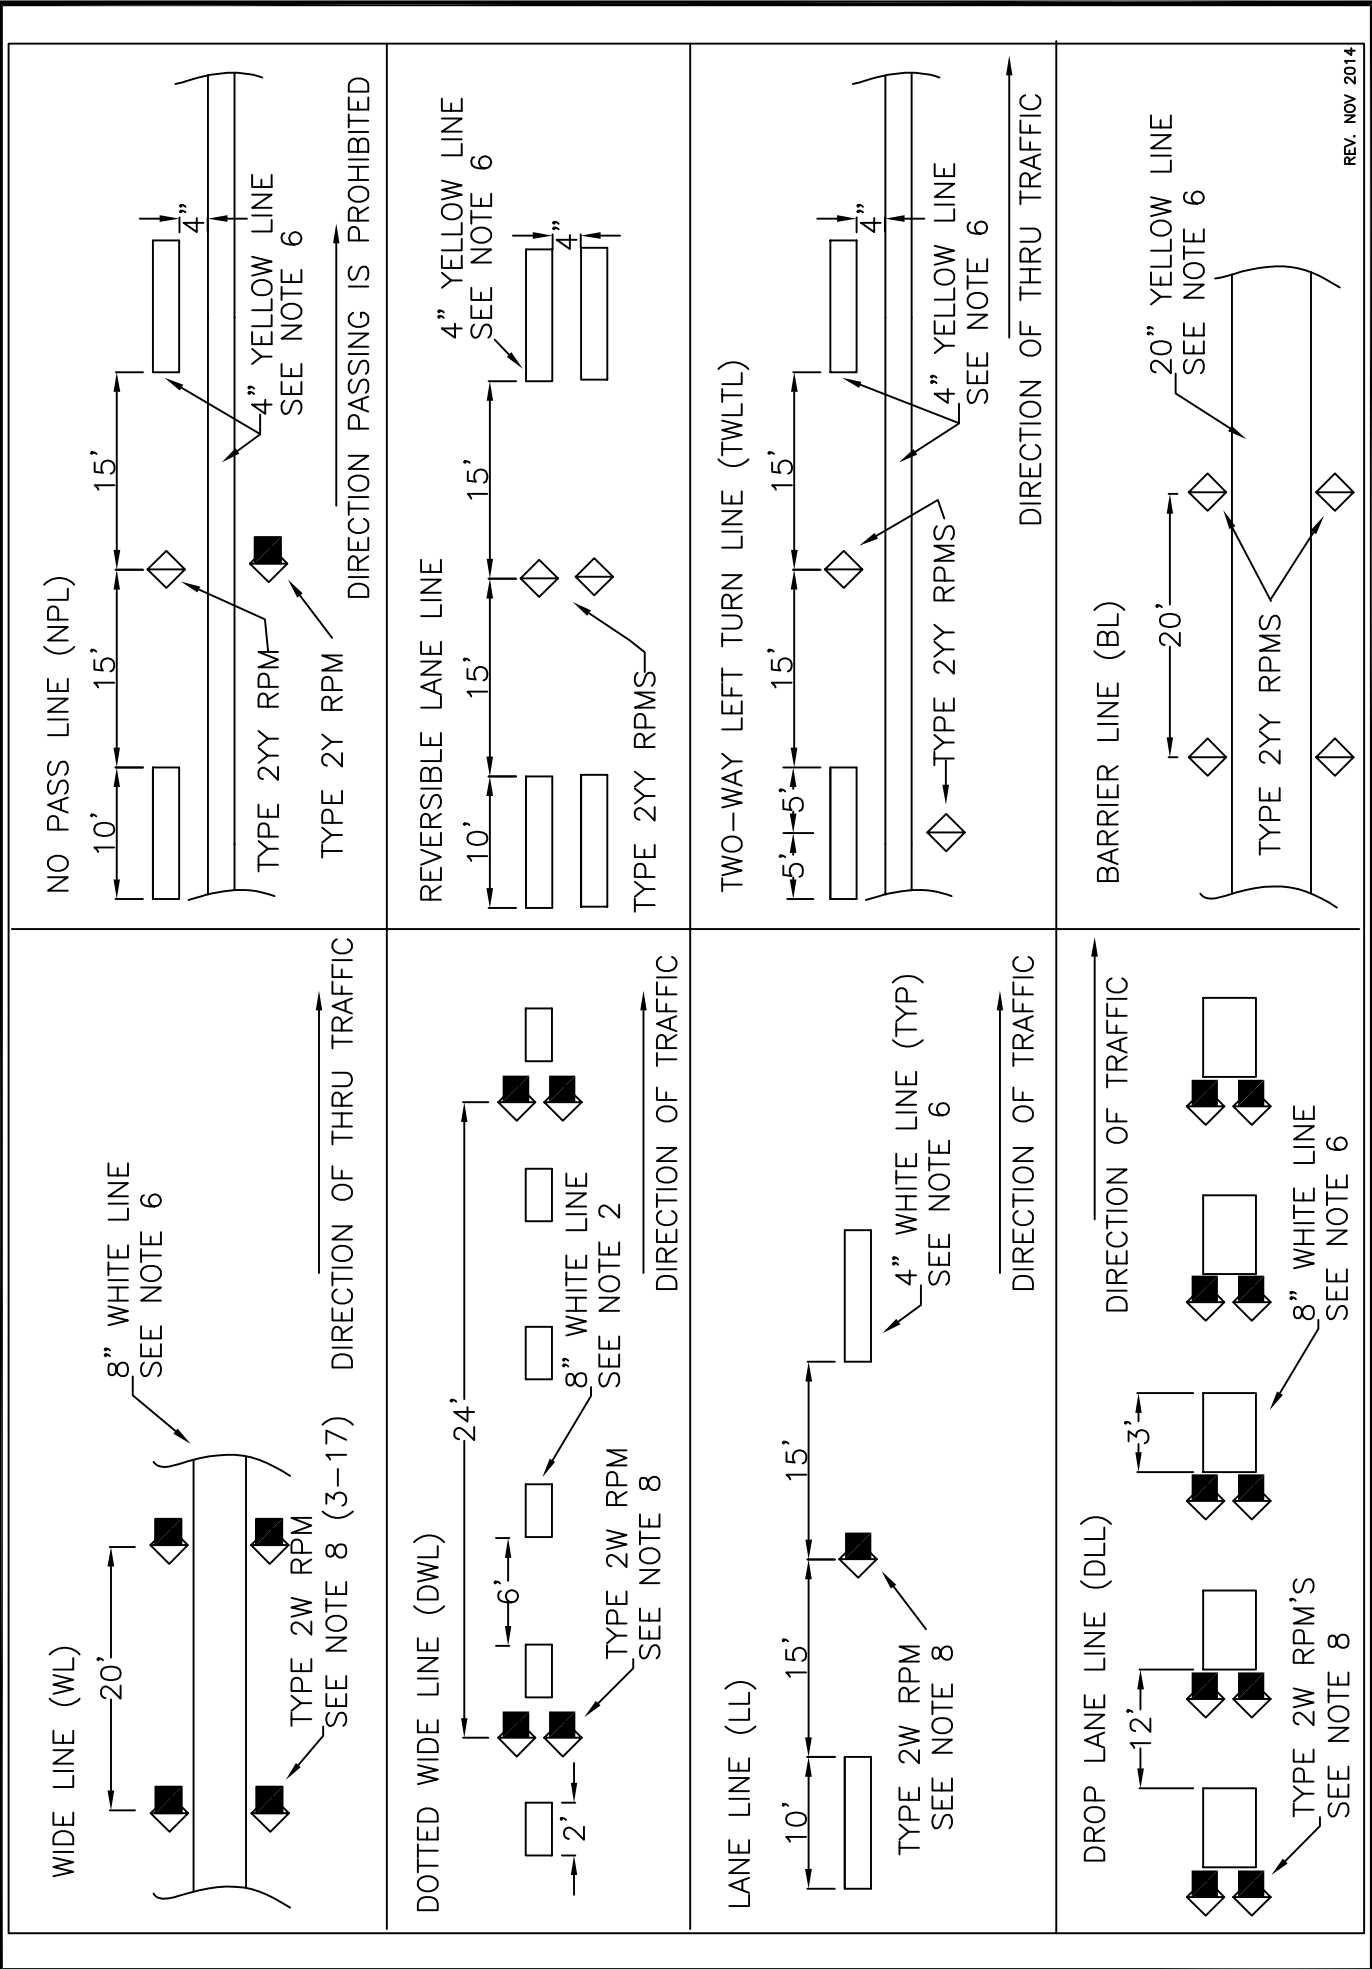 WIDE LINE (WL)
20'
8" WHITE LINE
SEE NOTE 6
TYPE 2W RPM
SEE NOTE 8 (3-17)
DIRECTION OF THRU TRAFFIC
NO PASS LINE (NPL)
10'
15'
15'
4"
TYPE 2YY RPM
TYPE 2Y RPM
4" YELLOW LINE
SEE NOTE 6
DIRECTION PASSING IS PROHIBITED
DOTTED WIDE LINE (DWL)
24'
6'
2'
8" WHITE LINE
SEE NOTE 2
TYPE 2W RPM
SEE NOTE 8
DIRECTION OF TRAFFIC
REVERSIBLE LANE LINE
10'
15'
15'
4" YELLOW LINE
SEE NOTE 6
4"
TYPE 2YY RPMS
LANE LINE (LL)
10'
15'
15'
TYPE 2W RPM
SEE NOTE 8
4" WHITE LINE (TYP)
SEE NOTE 6
DIRECTION OF TRAFFIC
TWO-WAY LEFT TURN LINE (TWLTL)
5'
5'
15'
15'
4"
TYPE 2YY RPMS
4" YELLOW LINE
SEE NOTE 6
DIRECTION OF THRU TRAFFIC
DROP LANE LINE (DLL)
12'
3'
DIRECTION OF TRAFFIC
TYPE 2W RPM'S
SEE NOTE 8
8" WHITE LINE
SEE NOTE 6
BARRIER LINE (BL)
20'
20" YELLOW LINE
SEE NOTE 6
TYPE 2YY RPMS
REV. NOV 2014